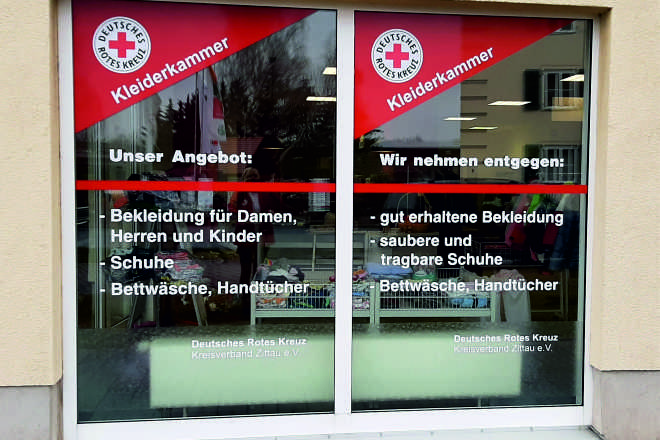 DEUTSCHES
ROTES KREUZ
Kleiderkammer
Unser Angebot:
- Bekleidung für Damen,
Herren und Kinder
- Schuhe
- Bettwäsche, Handtücher
Deutsches Rotes Kreuz
Kreisverband Zittau e.V.
DEUTSCHES
ROTES KREUZ
Kleiderkammer
Wir nehmen entgegen:
- gut erhaltene Bekleidung
- saubere und
tragbare Schuhe
- Bettwäsche, Handtücher
Deutsches Rotes Kreuz
Kreisverband Zittau e.V.